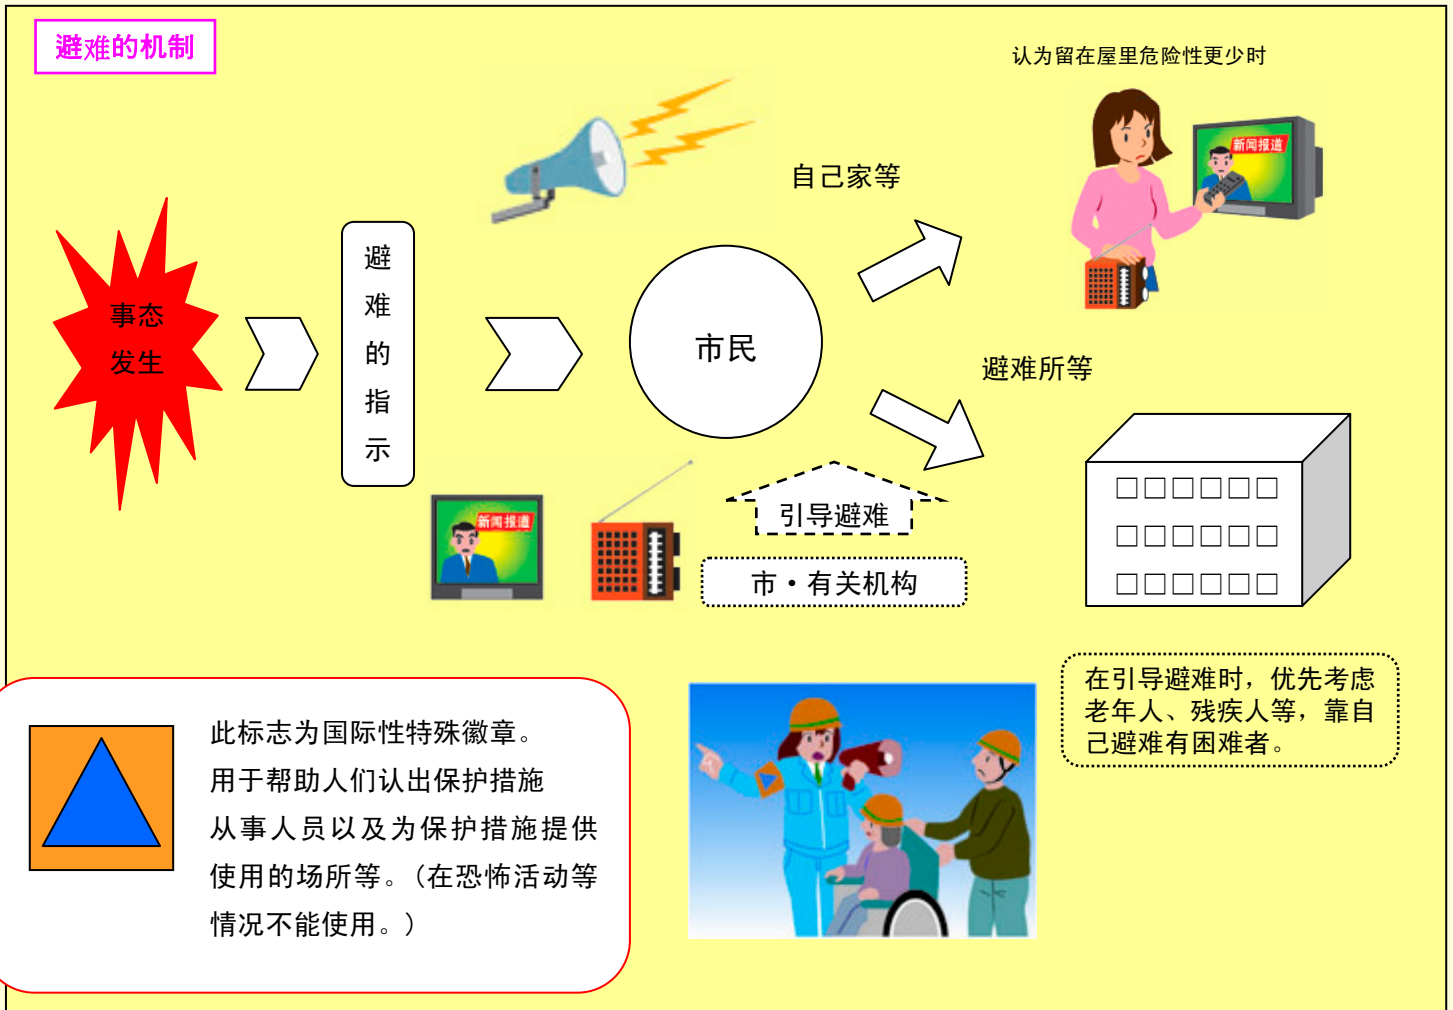 避难的机制
认为留在屋里危险性更少时
新闻报道
自己家等
事态
发生
避
难
的
指
示
市民
避难所等
新闻报道
引导避难
市・有关机构
□□□□□□
□□□□□□
□□□□□□
在引导避难时，优先考虑
老年人、残疾人等，靠自
己避难有困难者。
此标志为国际性特殊徽章。
用于帮助人们认出保护措施
从事人员以及为保护措施提供
使用的场所等。（在恐怖活动等
情况不能使用。）